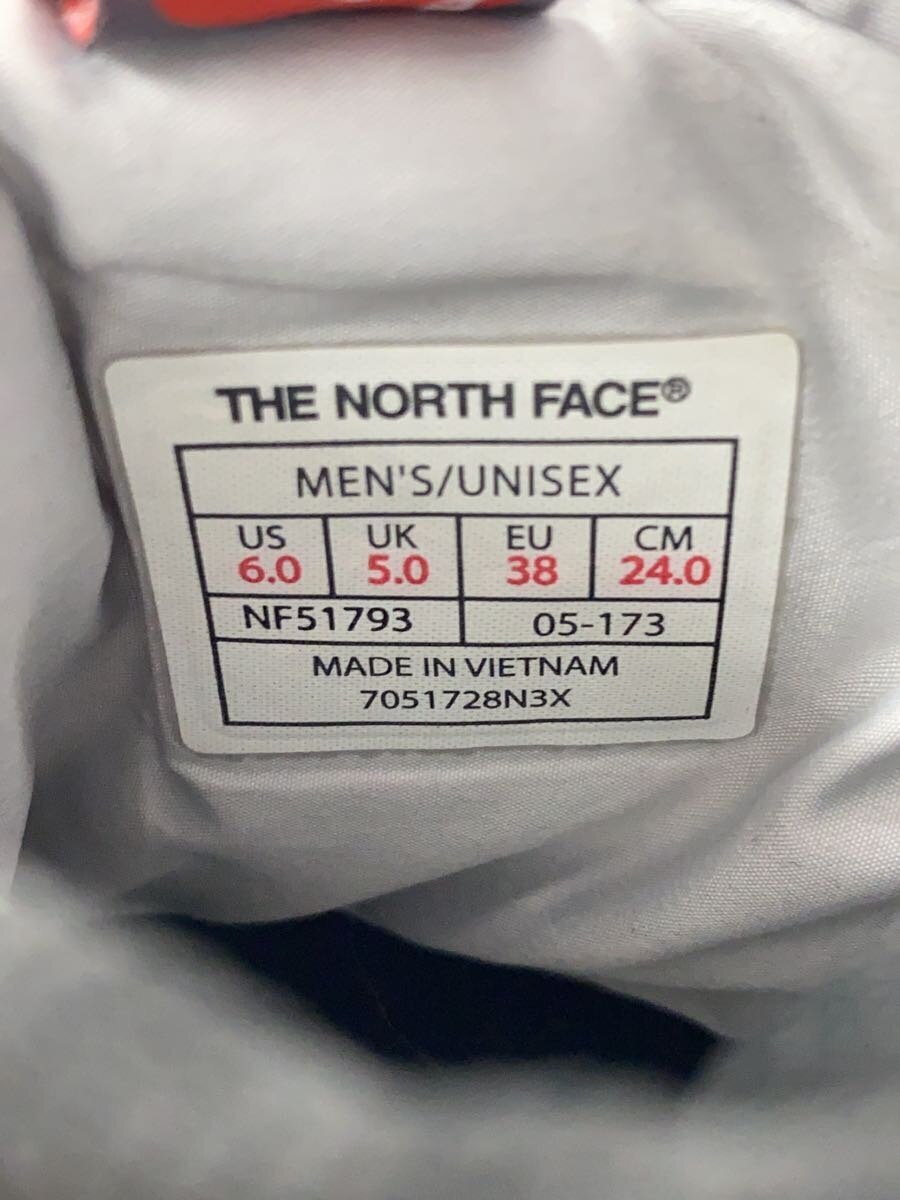 THE NORTH FACE®
MEN'S/UNISEX
US UK EU CM
6.0 5.0 38 24.0
NF51793 05-173
MADE IN VIETNAM
7051728N3X